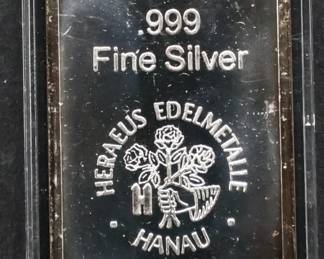 .999
Fine Silver
HERAEUS EDELMETALLE
H
· HANAU ·